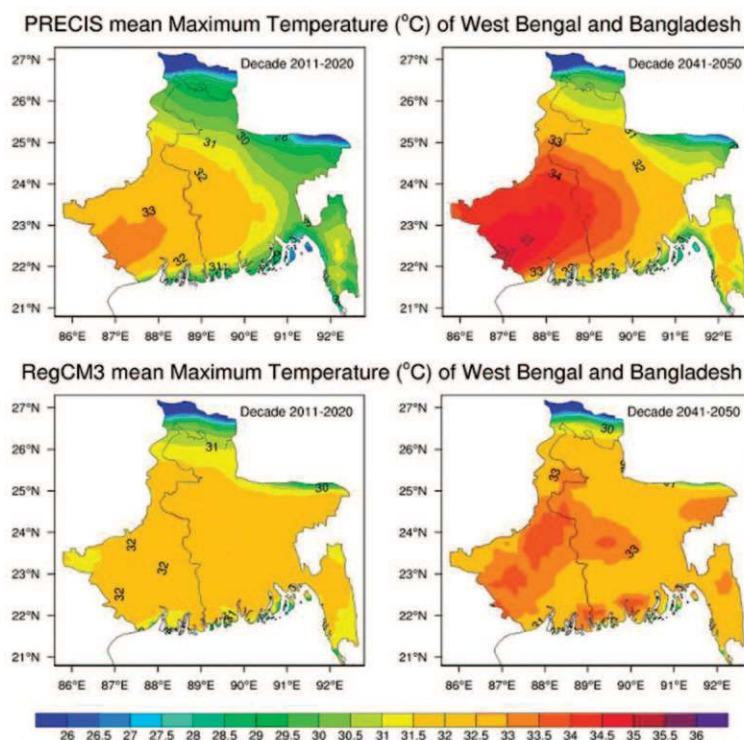 PRECIS mean Maximum Temperature (°C) of West Bengal and Bangladesh
Decade 2011-2020
Decade 2041-2050
27°N
26°N
25°N
24°N
23°N
22°N
21°N
31
30
32
33
32
31
27°N
26°N
25°N
24°N
23°N
22°N
21°N
33
31
34
32
33
86°E 87°E 88°E 89°E 90°E 91°E 92°E
86°E 87°E 88°E 89°E 90°E 91°E 92°E
RegCM3 mean Maximum Temperature (°C) of West Bengal and Bangladesh
Decade 2011-2020
Decade 2041-2050
27°N
26°N
25°N
24°N
23°N
22°N
21°N
31
30
32
32
32
31
27°N
26°N
25°N
24°N
23°N
22°N
21°N
30
33
33
31
86°E 87°E 88°E 89°E 90°E 91°E 92°E
86°E 87°E 88°E 89°E 90°E 91°E 92°E
26 26.5 27 27.5 28 28.5 29 29.5 30 30.5 31 31.5 32 32.5 33 33.5 34 34.5 35 35.5 36